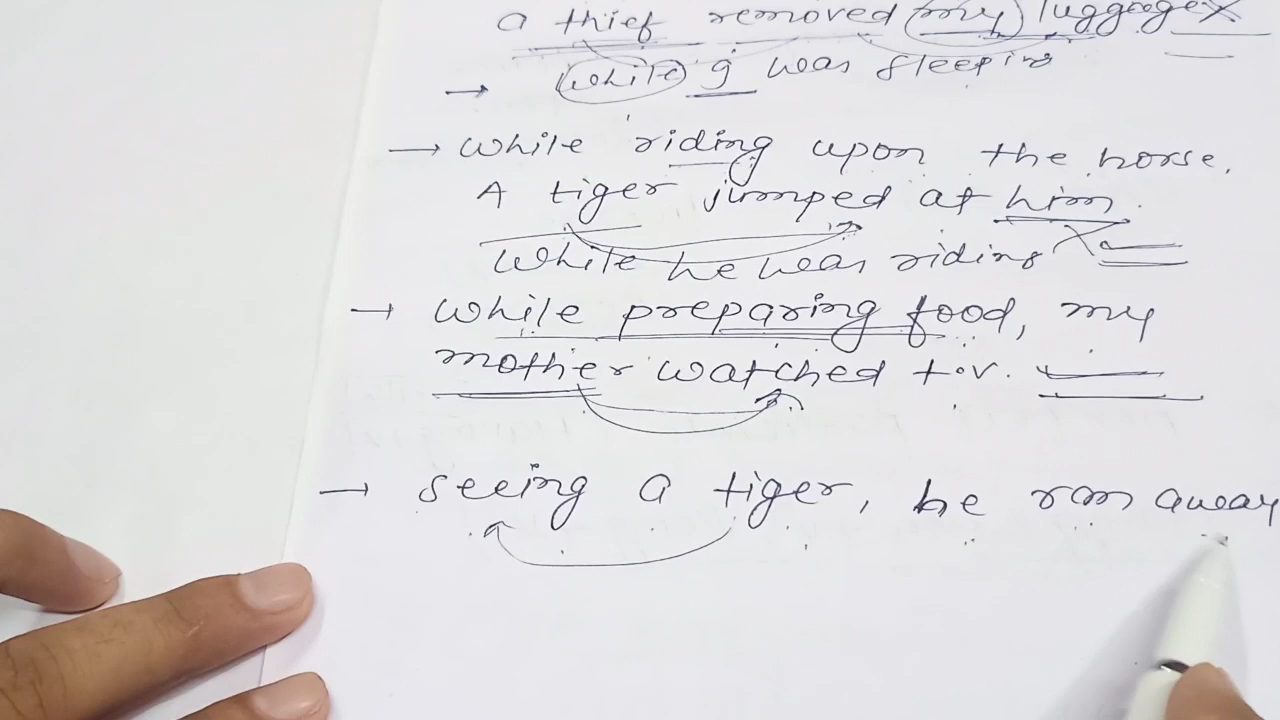 a thief removed my luggage
→ while I was sleeping
→ while riding upon the horse.
A tiger jumped at him.
while he was riding
→ while preparing food, my
mother watched t.v.
→ seeing a tiger, he ran away